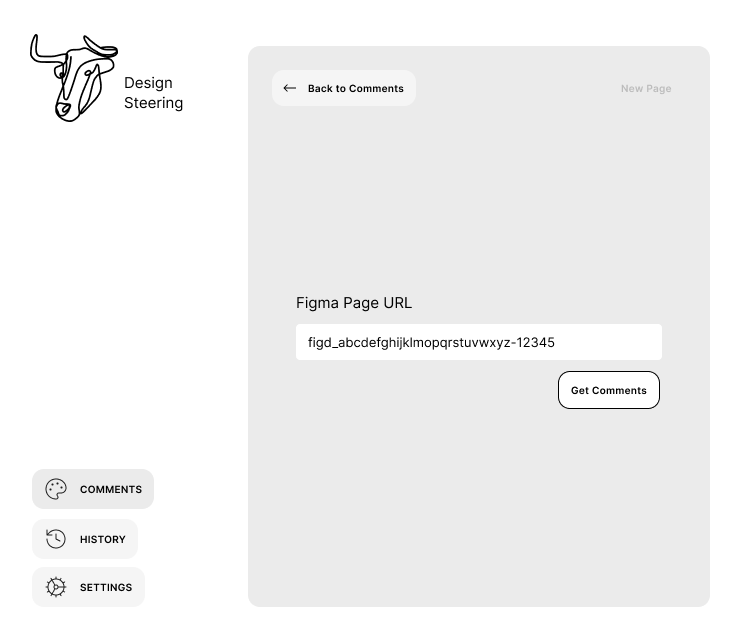 Design
Steering
Back to Comments
New Page
Figma Page URL
figd_abcdefghijklmopqrstuvwxyz-12345
Get Comments
COMMENTS
HISTORY
SETTINGS